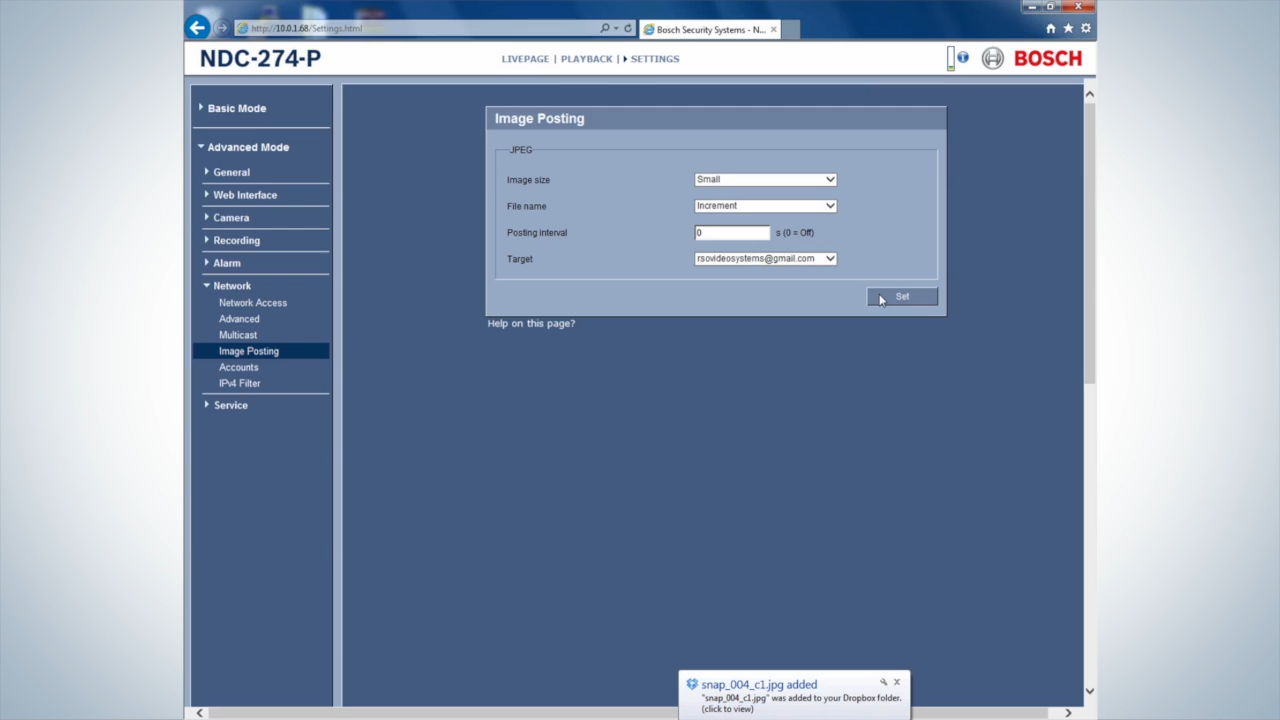 http://10.0.1.68/Settings.html
Bosch Security Systems - N...
NDC-274-P
LIVEPAGE | PLAYBACK | SETTINGS
BOSCH
Basic Mode
Advanced Mode
General
Web Interface
Camera
Recording
Alarm
Network
Network Access
Advanced
Multicast
Image Posting
Accounts
IPv4 Filter
Service
Image Posting
JPEG
Image size
Small
File name
Increment
Posting interval
0
s (0 = Off)
Target
rsovideosystems@gmail.com
Set
Help on this page?
snap_004_c1.jpg added
"snap_004_c1.jpg" was added to your Dropbox folder.
(click to view)